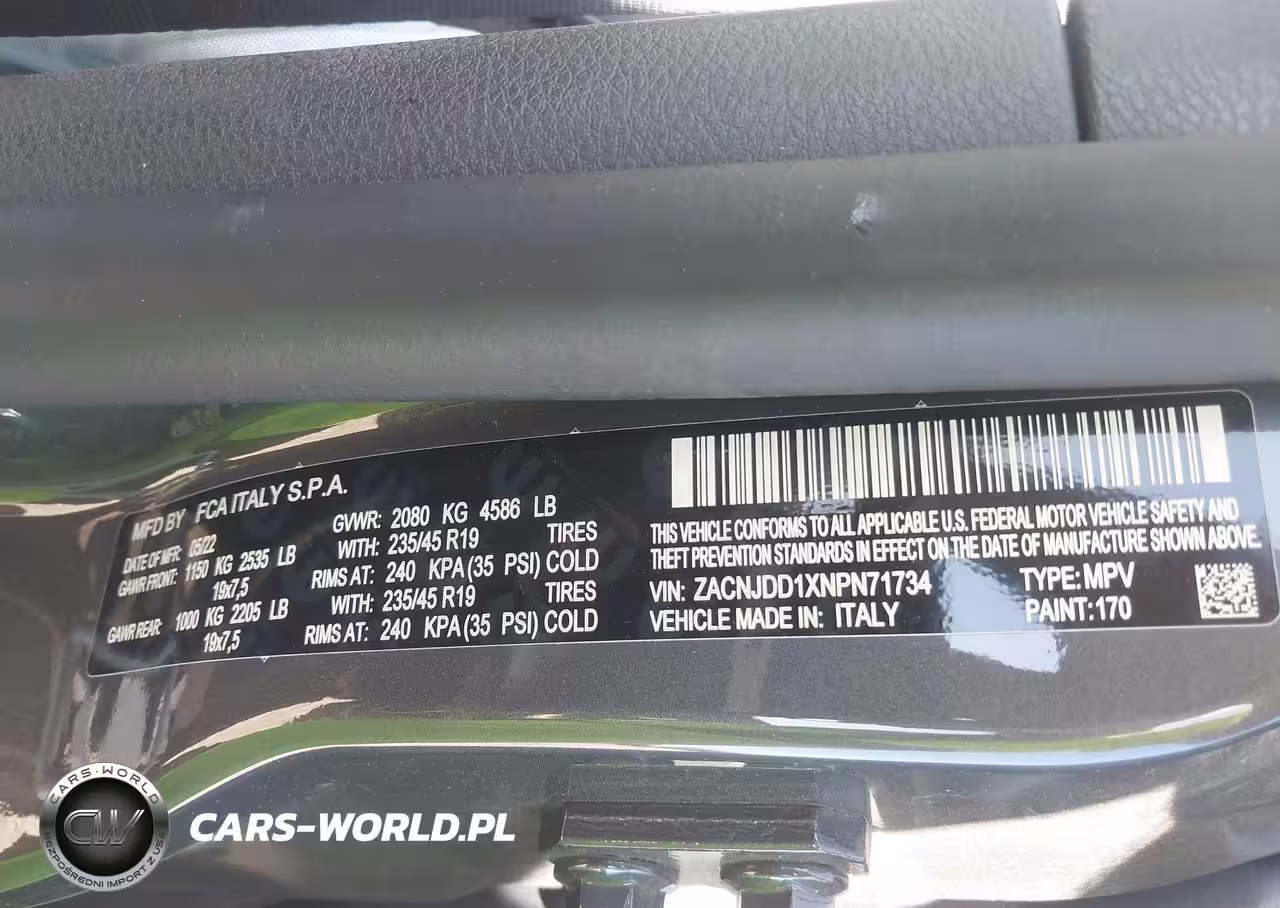 MFD BY FCA ITALY S.P.A.
DATE OF MFC: 05/22
GVWR: 2080 KG 4586 LB
GAWR FRONT: 1150 KG 2535 LB WITH: 235/45 R19 TIRES
19x7,5 RIMS AT: 240 KPA (35 PSI) COLD
GAWR REAR: 1000 KG 2205 LB WITH: 235/45 R19 TIRES
19x7,5 RIMS AT: 240 KPA (35 PSI) COLD
THIS VEHICLE CONFORMS TO ALL APPLICABLE U.S. FEDERAL MOTOR VEHICLE SAFETY AND
THEFT PREVENTION STANDARDS IN EFFECT ON THE DATE OF MANUFACTURE SHOWN ABOVE.
VIN: ZACNJDD1XNPN71734 TYPE: MPV
VEHICLE MADE IN: ITALY PAINT: 170
CARS-WORLD
CW
BEZPOŚREDNI IMPORT Z USA
CARS-WORLD.PL